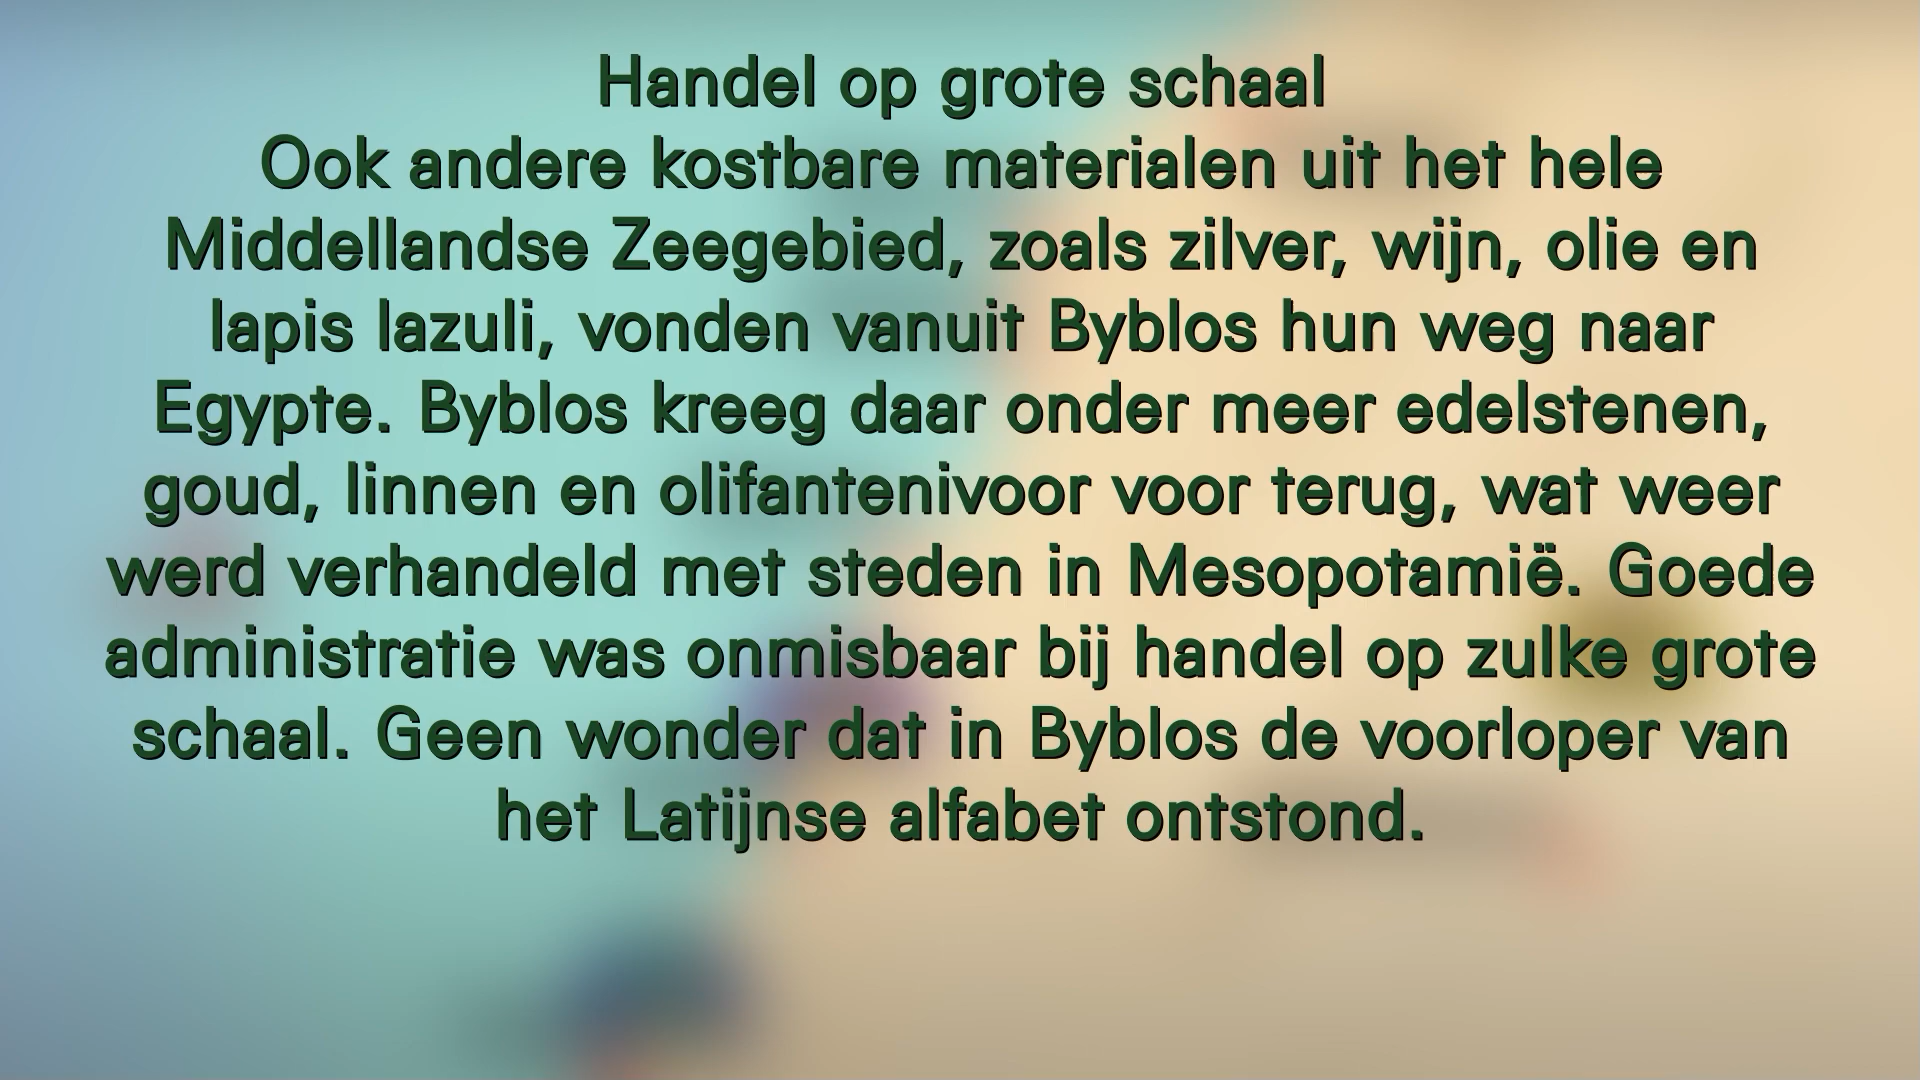 Handel op grote schaal
Ook andere kostbare materialen uit het hele
Middellandse Zeegebied, zoals zilver, wijn, olie en
lapis lazuli, vonden vanuit Byblos hun weg naar
Egypte. Byblos kreeg daar onder meer edelstenen,
goud, linnen en olifantenivoor voor terug, wat weer
werd verhandeld met steden in Mesopotamië. Goede
administratie was onmisbaar bij handel op zulke grote
schaal. Geen wonder dat in Byblos de voorloper van
het Latijnse alfabet ontstond.